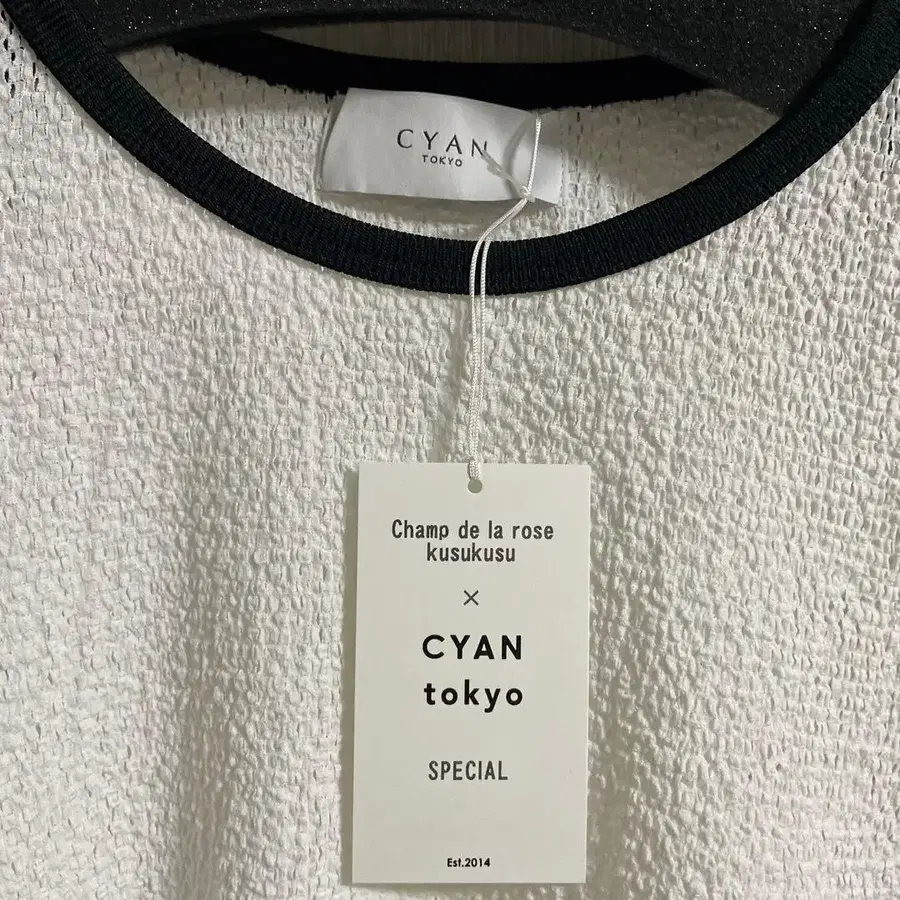 CYAN
TOKYO
Champ de la rose
kusukusu
×
CYAN
tokyo
SPECIAL
Est.2014